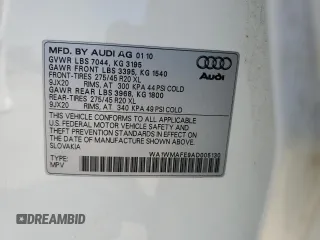 MFD. BY AUDI AG 01 10
GVWR LBS 7044, KG 3195
GAWR FRONT LBS 3395, KG 1540
FRONT-TIRES 275/45 R20 XL
9JX20 RIMS, AT 300 KPA 44 PSI COLD
GAWR REAR LBS 3968, KG 1800
REAR-TIRES 275/45 R20 XL
9JX20 RIMS, AT 340 KPA 49 PSI COLD
Audi
THIS VEHICLE CONFORMS TO ALL APPLICABLE
U.S. FEDERAL MOTOR VEHICLE SAFETY STANDARDS
IN EFFECT ON THE DATE OF MANUFACTURE SHOWN ABOVE.
SLOVAKIA
TYPE:
MPV
DREAMBID